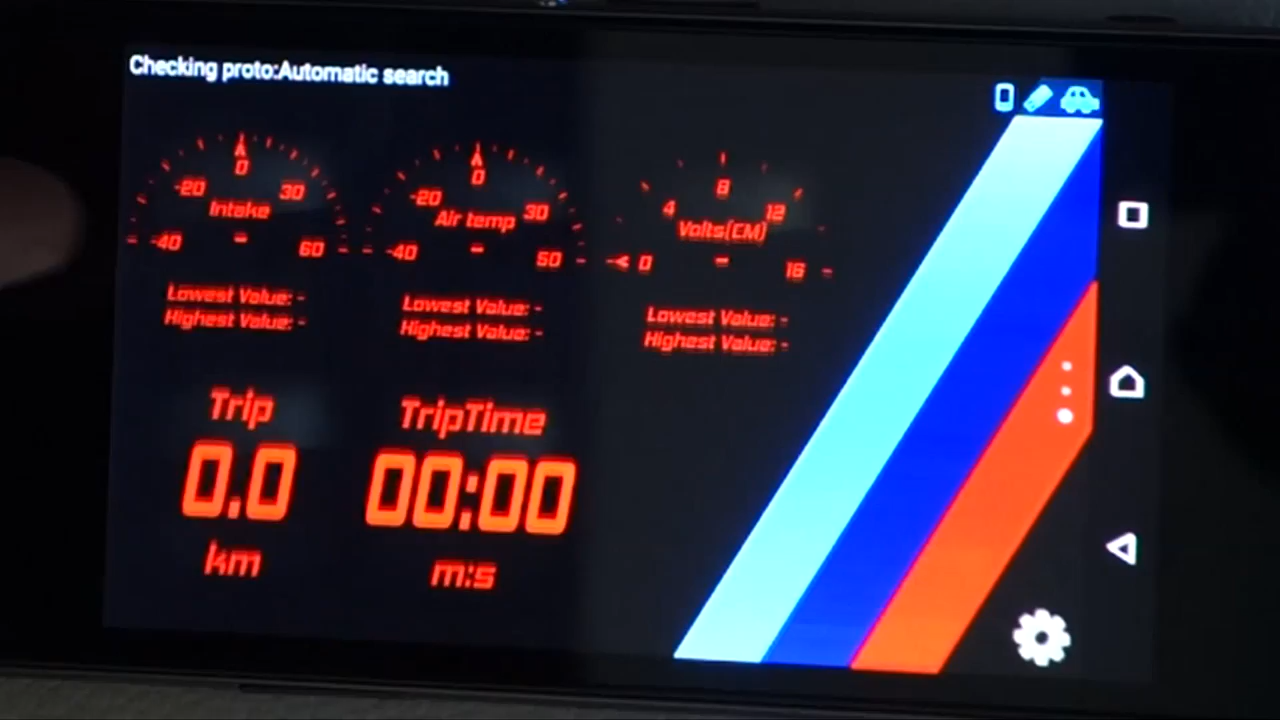 Checking proto:Automatic search
-40 -20 0 30 60
Intake
-
Lowest Value: -
Highest Value: -
-40 -20 0 30 50
Air temp
-
Lowest Value: -
Highest Value: -
0 4 8 12 16
Volts(CM)
-
Lowest Value: -
Highest Value: -
Trip
0.0
km
TripTime
00:00
m:s